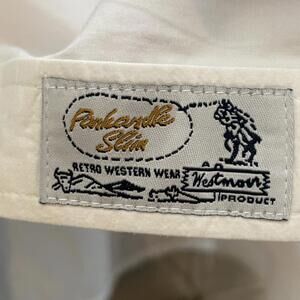 Panhandle
Slim
RETRO WESTERN WEAR
Westmoor
PRODUCT